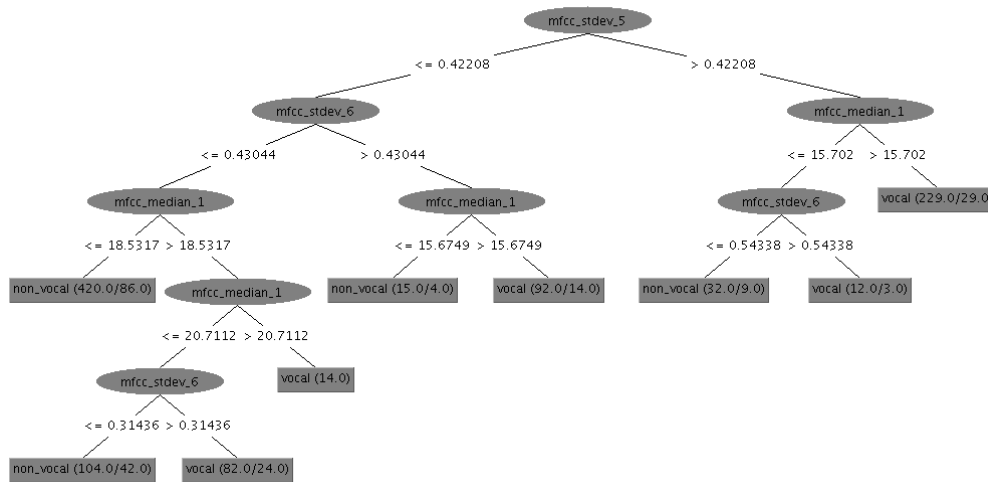 mfcc_stdev_5
<= 0.42208 > 0.42208
mfcc_stdev_6 mfcc_median_1
<= 0.43044 > 0.43044 <= 15.702 > 15.702
mfcc_median_1 mfcc_median_1 mfcc_stdev_6 vocal (229.0/29.0
<= 18.5317 > 18.5317 <= 15.6749 > 15.6749 <= 0.54338 > 0.54338
non_vocal (420.0/86.0) mfcc_median_1 non_vocal (15.0/4.0) vocal (92.0/14.0) non_vocal (32.0/9.0) vocal (12.0/3.0)
<= 20.7112 > 20.7112
mfcc_stdev_6 vocal (14.0)
<= 0.31436 > 0.31436
non_vocal (104.0/42.0) vocal (82.0/24.0)